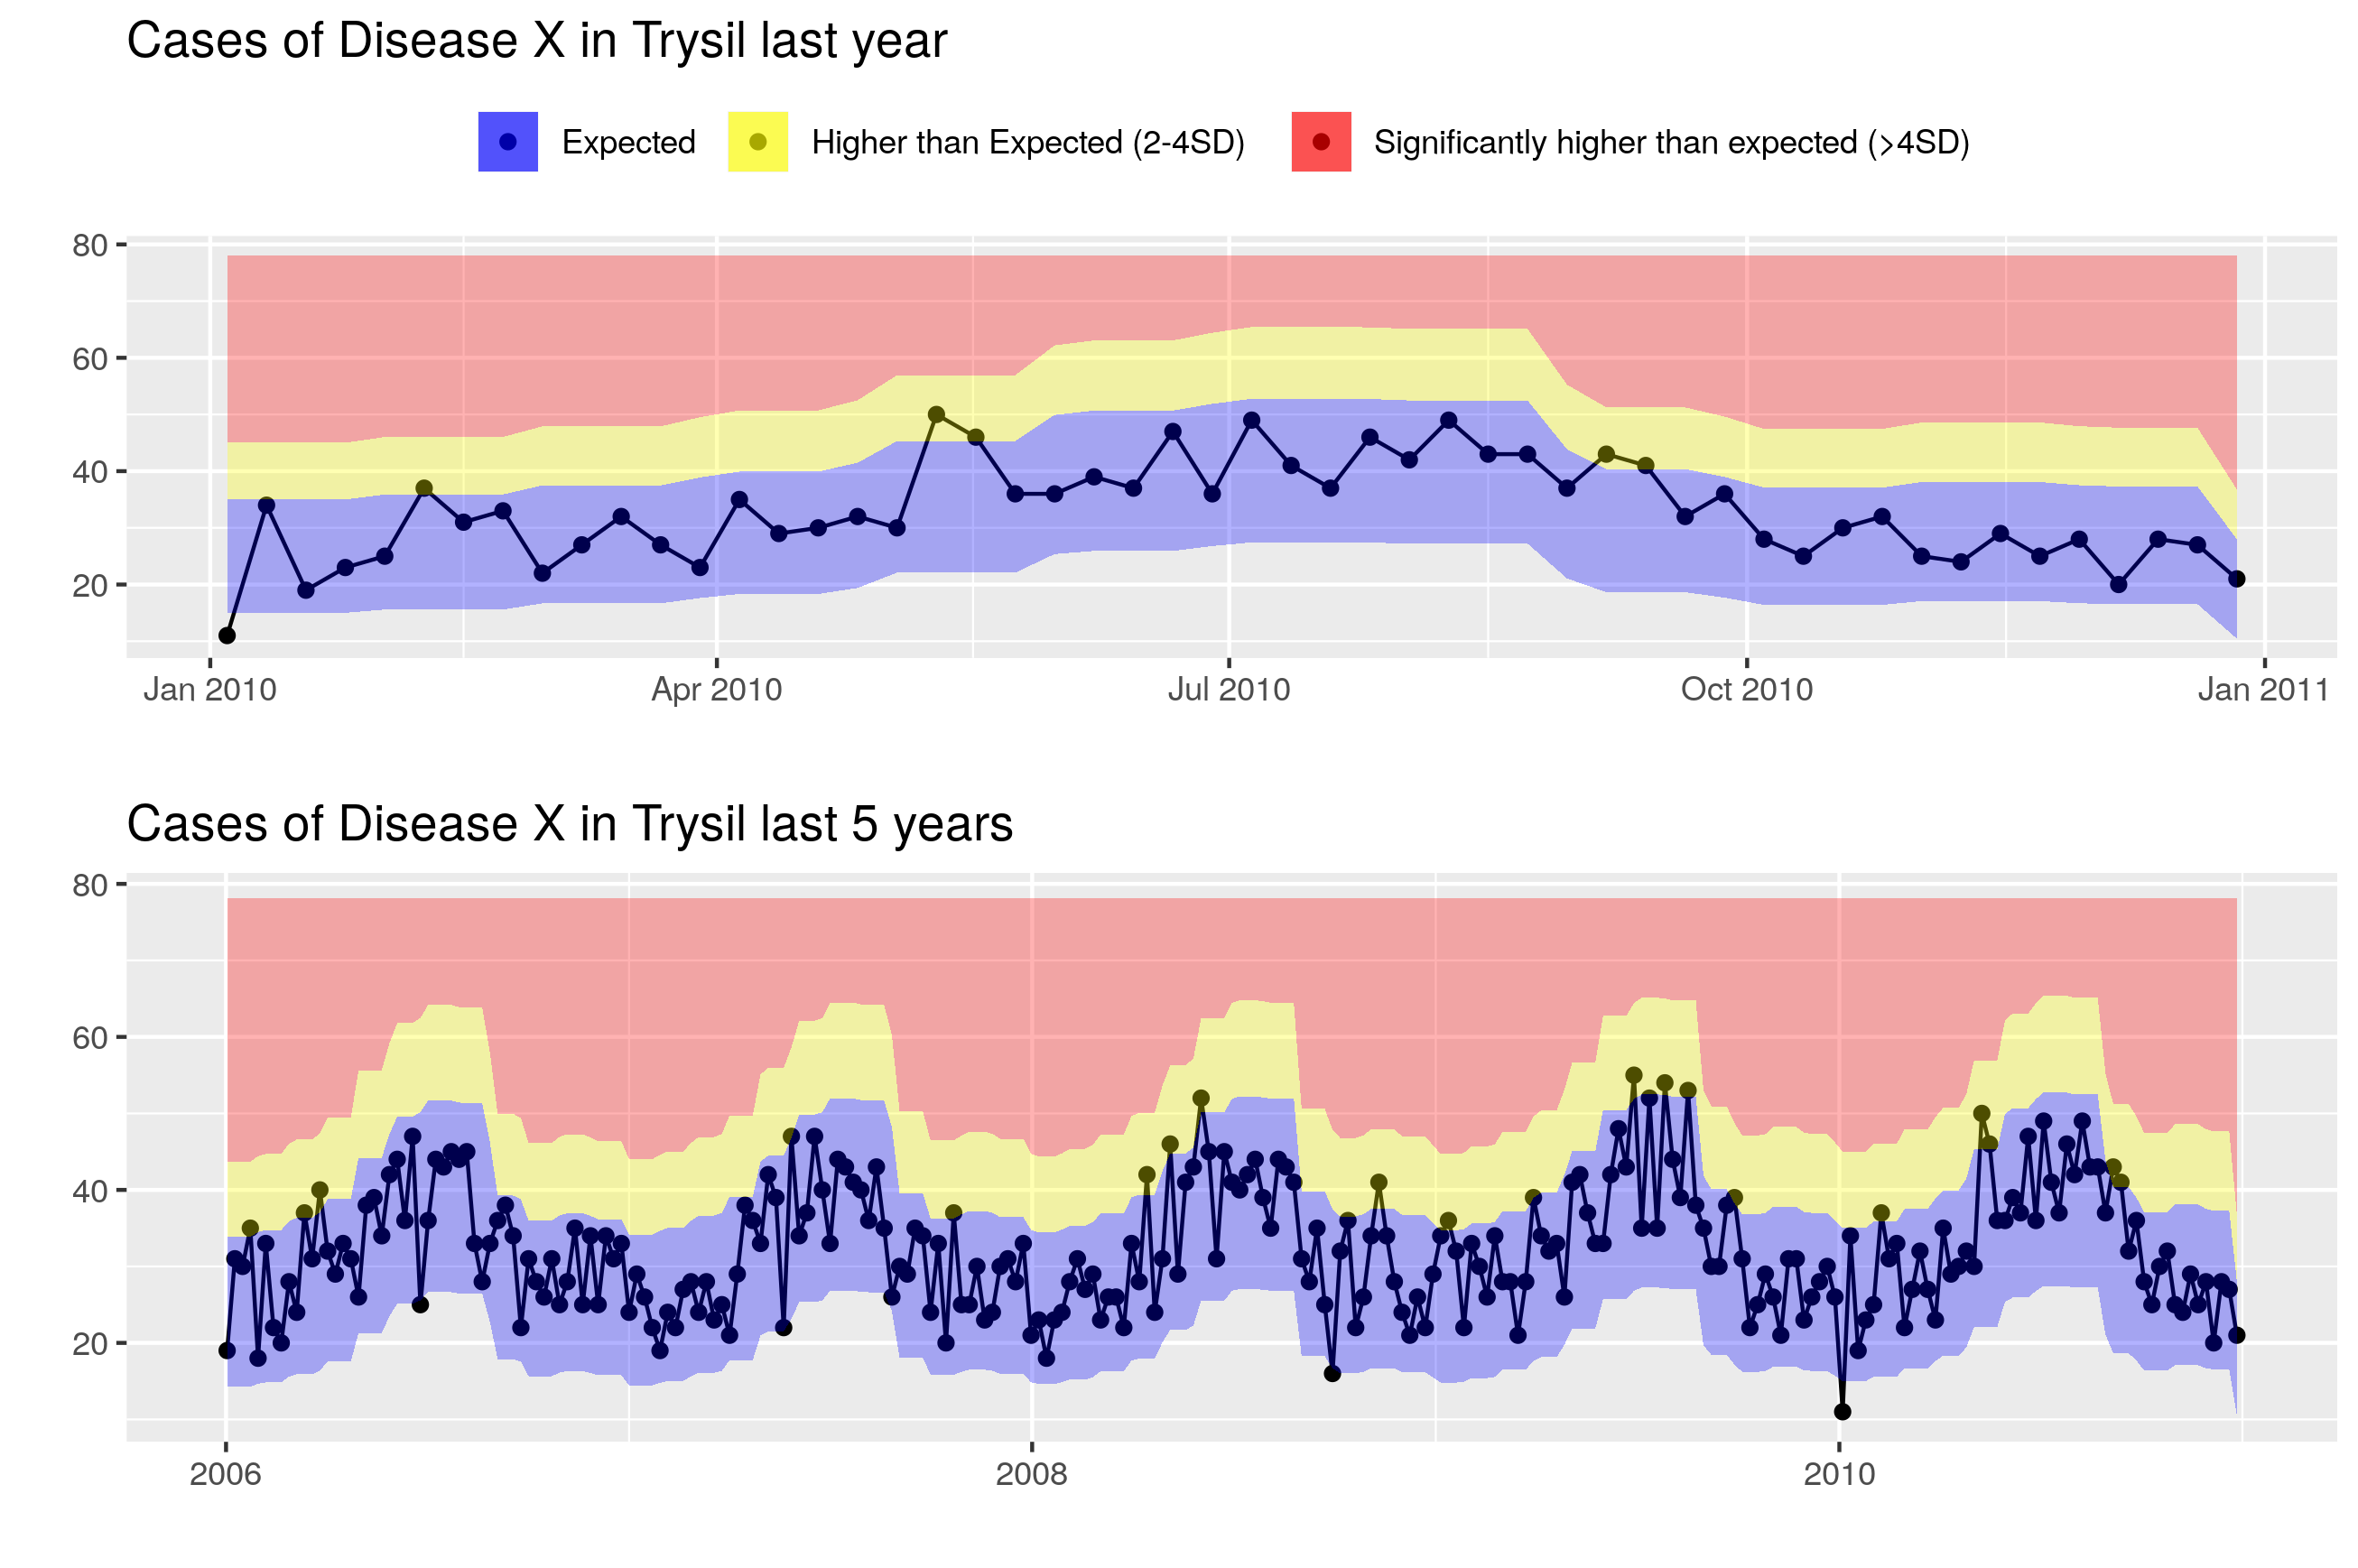 Cases of Disease X in Trysil last year
Expected Higher than Expected (2-4SD) Significantly higher than expected (>4SD)
80
60
40
20
Jan 2010 Apr 2010 Jul 2010 Oct 2010 Jan 2011
Cases of Disease X in Trysil last 5 years
80
60
40
20
2006 2008 2010